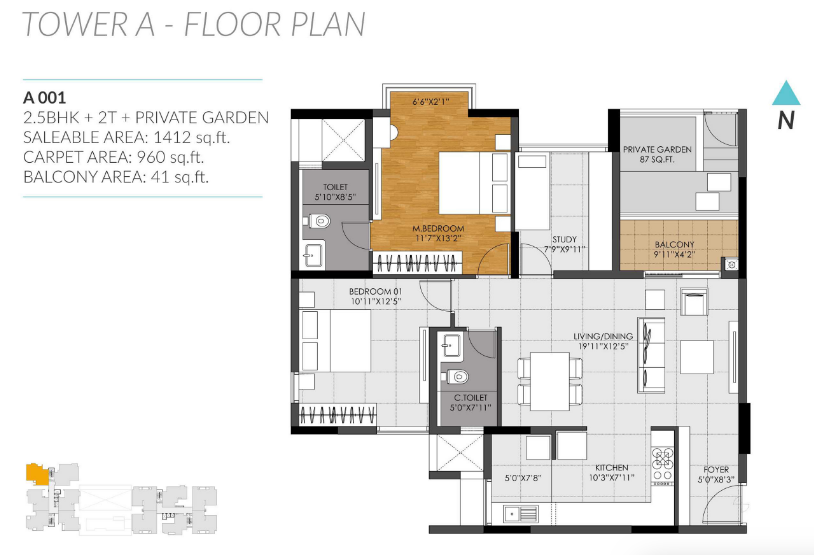 TOWER A - FLOOR PLAN
A 001
2.5BHK + 2T + PRIVATE GARDEN
SALEABLE AREA: 1412 sq.ft.
CARPET AREA: 960 sq.ft.
BALCONY AREA: 41 sq.ft.
N
6'6"X2'1"
PRIVATE GARDEN
87 SQ.FT.
TOILET
5'10"X8'5"
M.BEDROOM
11'7"X13'2"
STUDY
7'9"X9'11"
BALCONY
9'11"X4'2"
BEDROOM 01
10'11"X12'5"
LIVING/DINING
19'11"X12'5"
C.TOILET
5'0"X7'11"
5'0"X7'8"
KITCHEN
10'3"X7'11"
FOYER
5'0"X8'3"